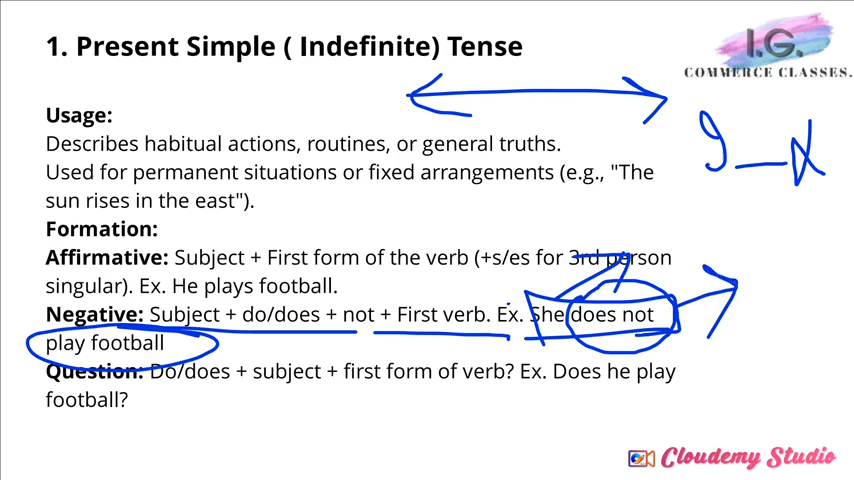 1. Present Simple ( Indefinite) Tense
I.G.
COMMERCE CLASSES.
Usage:
Describes habitual actions, routines, or general truths.
Used for permanent situations or fixed arrangements (e.g., "The
sun rises in the east").
Formation:
Affirmative: Subject + First form of the verb (+s/es for 3rd person
singular). Ex. He plays football.
Negative: Subject + do/does + not + First verb. Ex. She does not
play football
Question: Do/does + subject + first form of verb? Ex. Does he play
football?
Cloudemy Studio